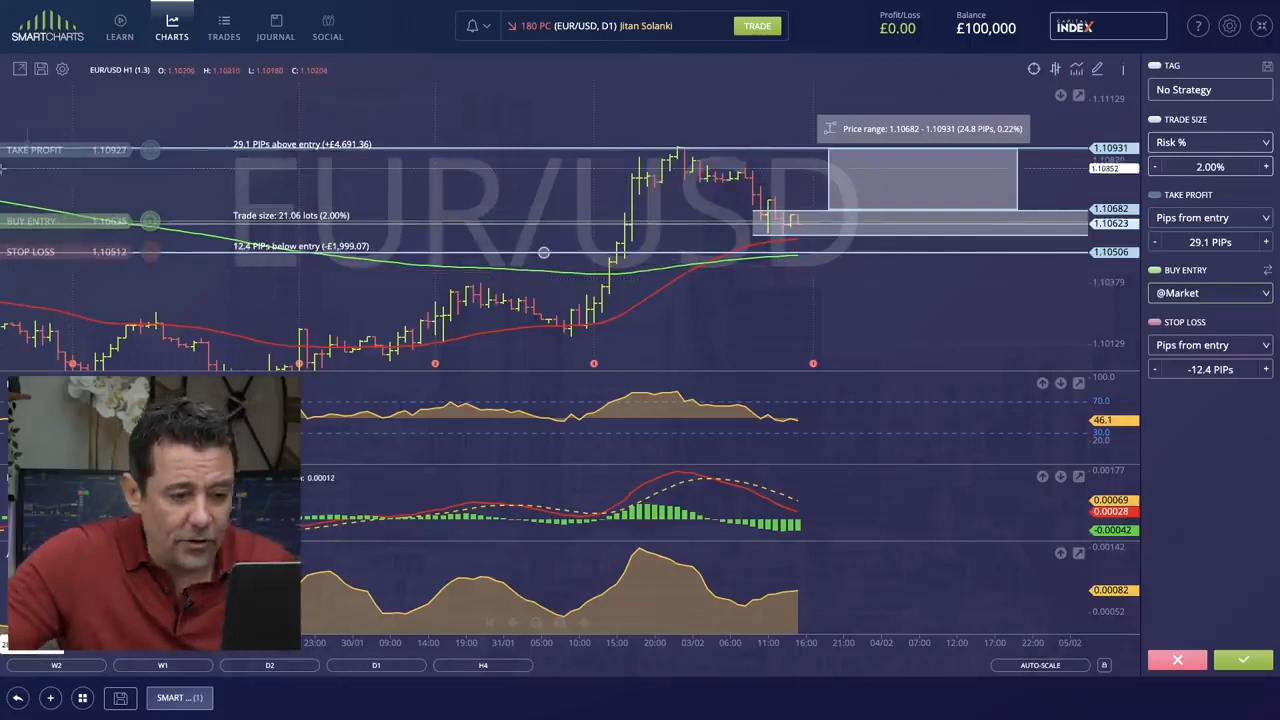 SMARTCHARTS
LEARN
CHARTS
TRADES
JOURNAL
SOCIAL
180 PC (EUR/USD, D1) Jitan Solanki
TRADE
Profit/Loss
£0.00
Balance
£100,000
INDEX
?
EUR/USD H1 (1.3) O: 1.10206 H: 1.10210 L: 1.10180 C: 1.10204
EUR/USD
Price range: 1.10682 - 1.10931 (24.8 PIPs, 0.22%)
TAKE PROFIT 1.10927
29.1 PIPs above entry (+£4,691.36)
BUY ENTRY
Trade size: 21.06 lots (2.00%)
STOP LOSS 1.10512
12.4 PIPs below entry (-£1,999.07)
1.11129
1.10931
1.10852
1.10682
1.10623
1.10506
1.10379
1.10129
100.0
70.0
46.1
30.0
20.0
0.00012
0.00177
0.00069
0.00028
-0.00042
0.00142
0.00082
0.00052
23:00 30/01 09:00 14:00 19:00 31/01 05:00 10:00 15:00 20:00 03/02 06:00 11:00 16:00 21:00 04/02 07:00 12:00 17:00 22:00 05/02
W2
W1
D2
D1
H4
AUTO-SCALE
SMART ... (1)
TAG
No Strategy
TRADE SIZE
Risk %
- 2.00% +
TAKE PROFIT
Pips from entry
- 29.1 PIPs +
BUY ENTRY
@Market
STOP LOSS
Pips from entry
- -12.4 PIPs +